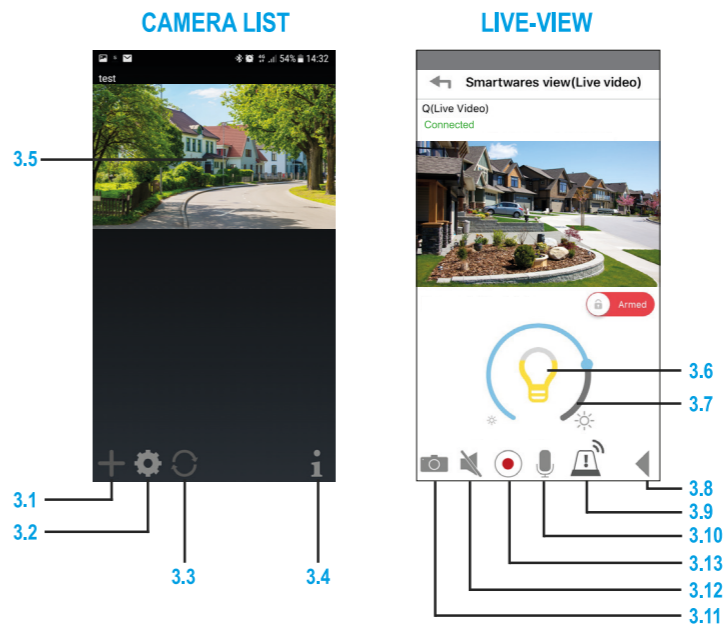 CAMERA LIST
54% 14:32
test
3.5
3.1
3.2
3.3
3.4
LIVE-VIEW
Smartwares view(Live video)
Q(Live Video)
Connected
Armed
3.6
3.7
3.8
3.9
3.10
3.13
3.12
3.11